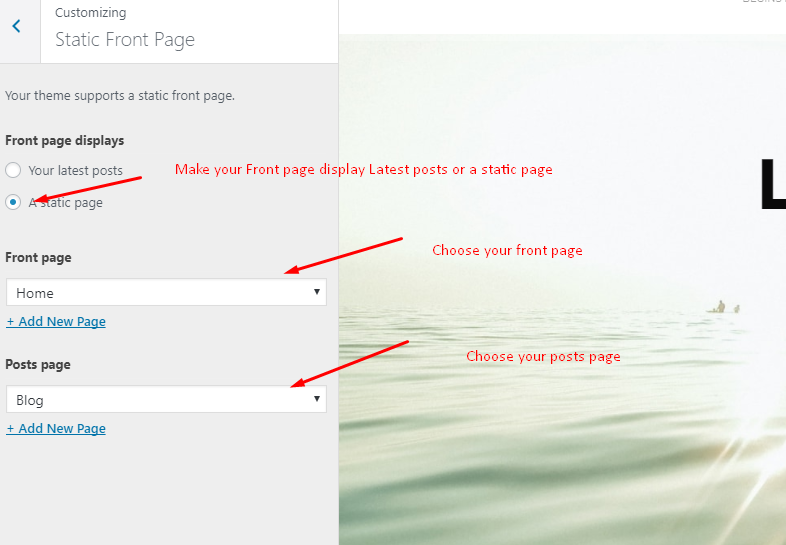 Customizing
Static Front Page
Your theme supports a static front page.
Front page displays
Your latest posts
Make your Front page display Latest posts or a static page
A static page
Front page
Choose your front page
Home
+ Add New Page
Posts page
Choose your posts page
Blog
+ Add New Page
L